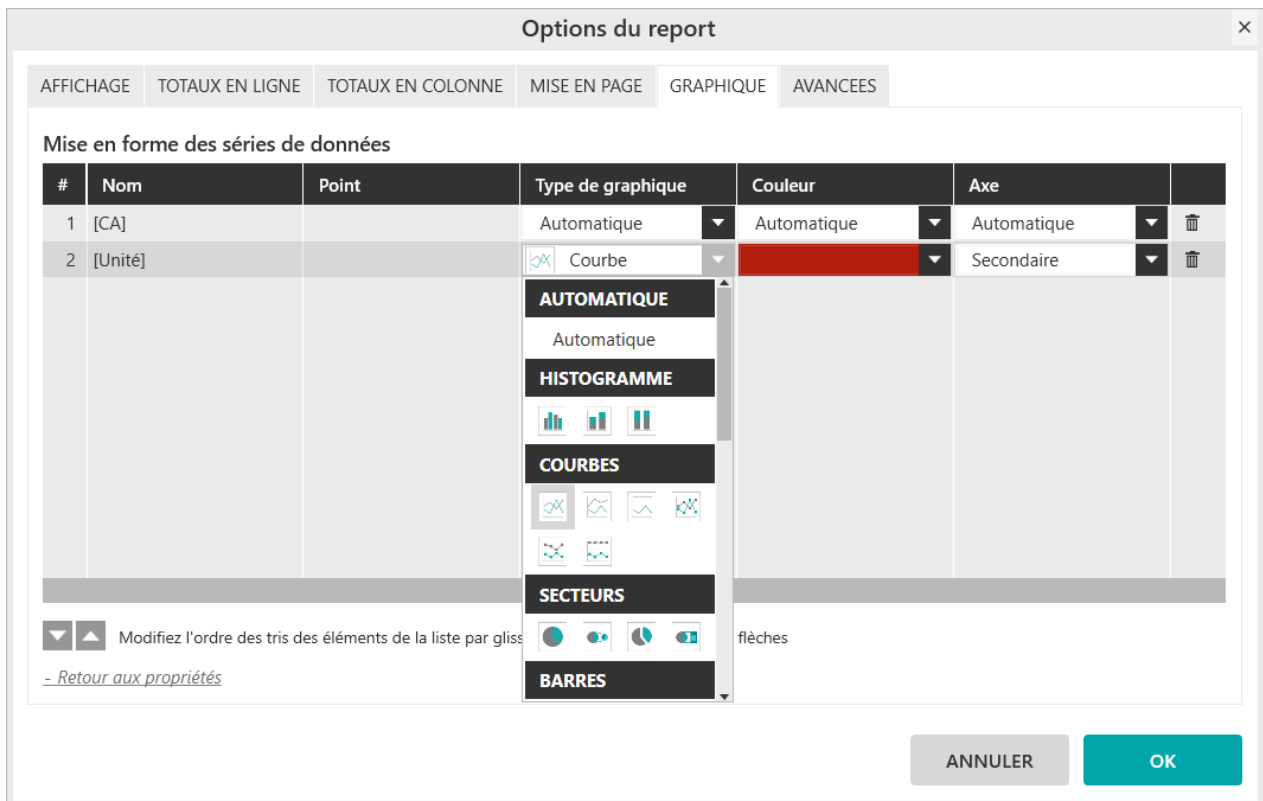 Options du report
×
AFFICHAGE TOTAUX EN LIGNE TOTAUX EN COLONNE MISE EN PAGE GRAPHIQUE AVANCEES
Mise en forme des séries de données
# Nom Point Type de graphique Couleur Axe
1 [CA] Automatique Automatique Automatique
2 [Unité] Courbe Secondaire
AUTOMATIQUE
Automatique
HISTOGRAMME
COURBES
SECTEURS
Modifiez l'ordre des tris des éléments de la liste par gliss flèches
- Retour aux propriétés
BARRES
ANNULER OK